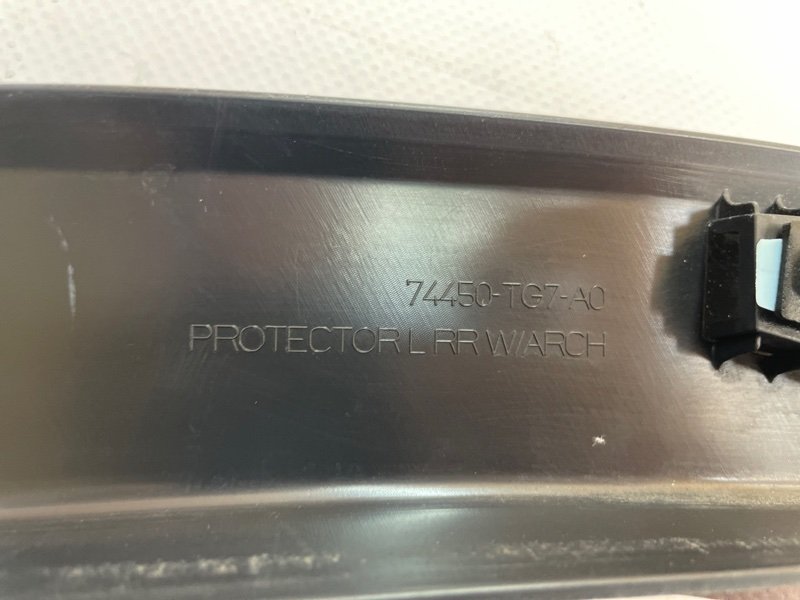 74450-TG7-A0
PROTECTOR L RR W/ARCH